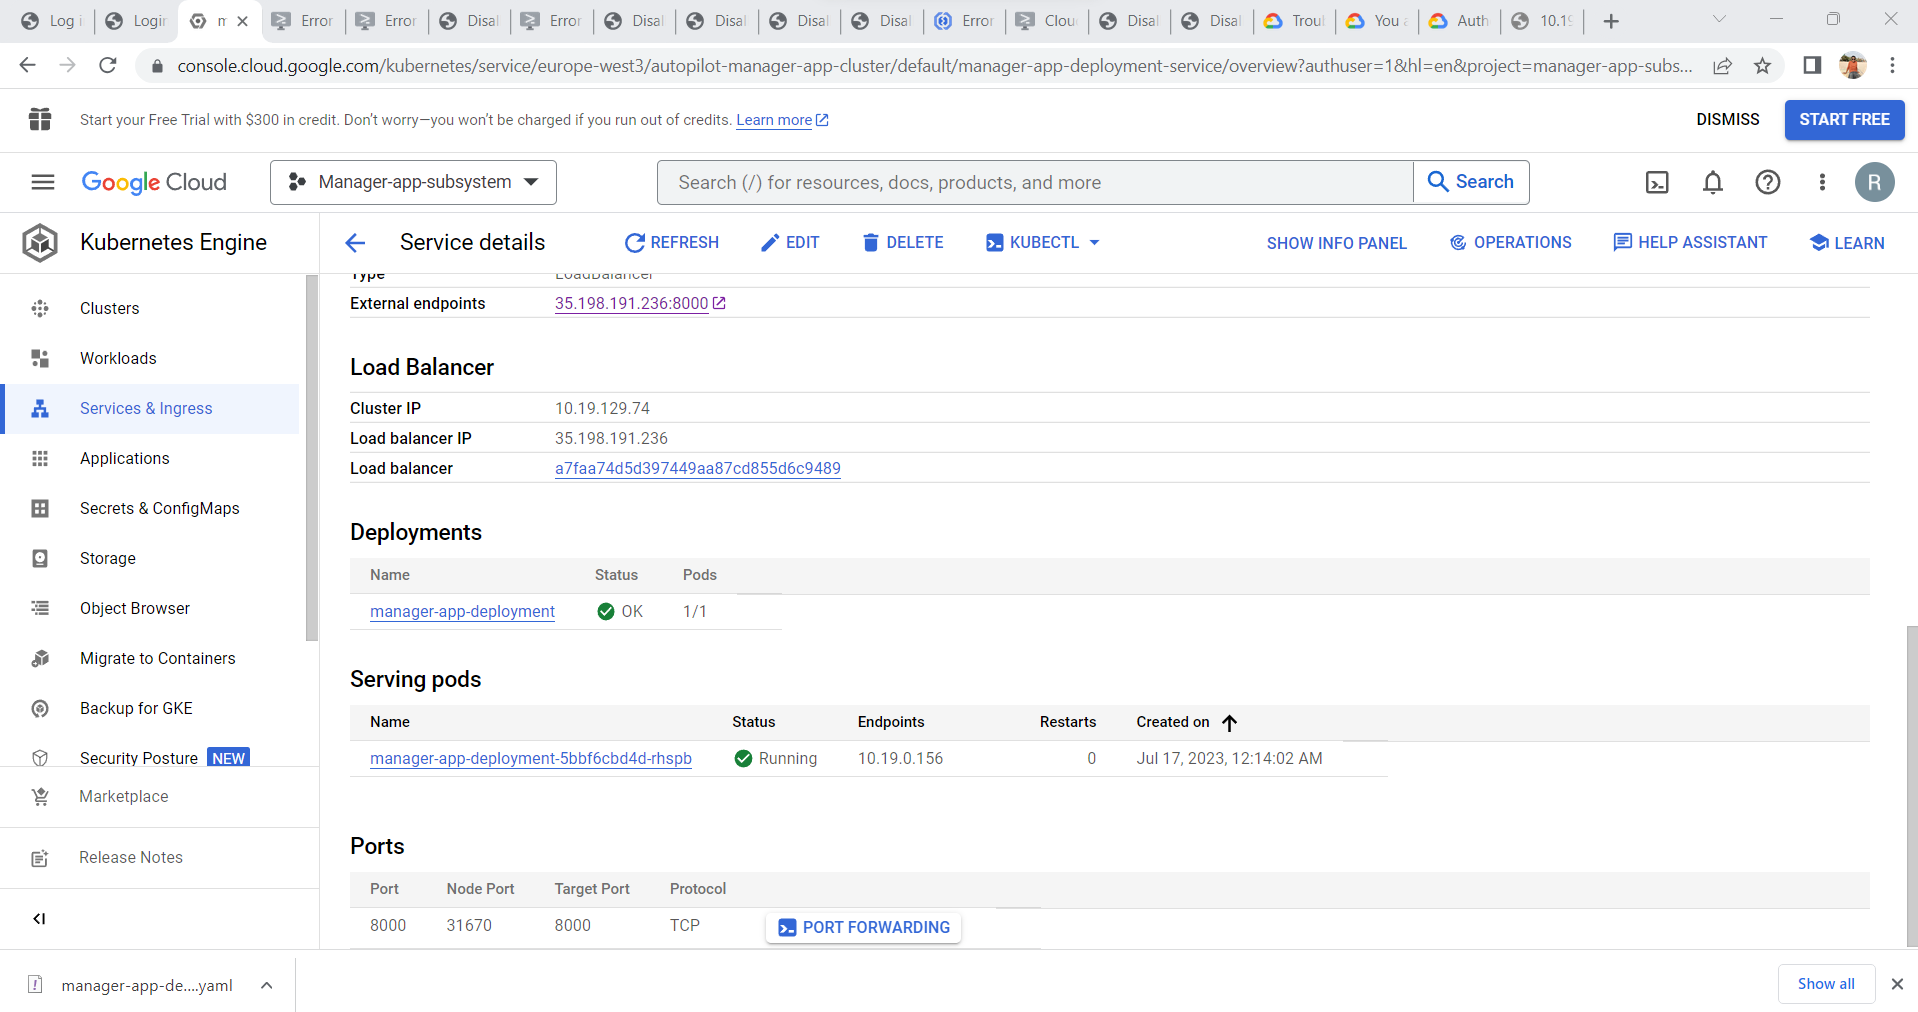 Log i
Login
m
Error
Error
Disal
Error
Disal
Disal
Disal
Disal
Error
Clou
Disal
Disal
Troul
You a
Auth
10.19
console.cloud.google.com/kubernetes/service/europe-west3/autopilot-manager-app-cluster/default/manager-app-deployment-service/overview?authuser=1&hl=en&project=manager-app-subs...
Start your Free Trial with $300 in credit. Don't worry—you won't be charged if you run out of credits. Learn more
DISMISS
START FREE
Google Cloud
Manager-app-subsystem
Search (/) for resources, docs, products, and more
Search
R
Kubernetes Engine
Service details
REFRESH
EDIT
DELETE
KUBECTL
SHOW INFO PANEL
OPERATIONS
HELP ASSISTANT
LEARN
Clusters
Workloads
Services & Ingress
Applications
Secrets & ConfigMaps
Storage
Object Browser
Migrate to Containers
Backup for GKE
Security Posture NEW
Marketplace
Release Notes
Type LoadBalancer
External endpoints 35.198.191.236:8000
Load Balancer
Cluster IP 10.19.129.74
Load balancer IP 35.198.191.236
Load balancer a7faa74d5d397449aa87cd855d6c9489
Deployments
Name Status Pods
manager-app-deployment OK 1/1
Serving pods
Name Status Endpoints Restarts Created on
manager-app-deployment-5bbf6cbd4d-rhspb Running 10.19.0.156 0 Jul 17, 2023, 12:14:02 AM
Ports
Port Node Port Target Port Protocol
8000 31670 8000 TCP PORT FORWARDING
manager-app-de....yaml
Show all